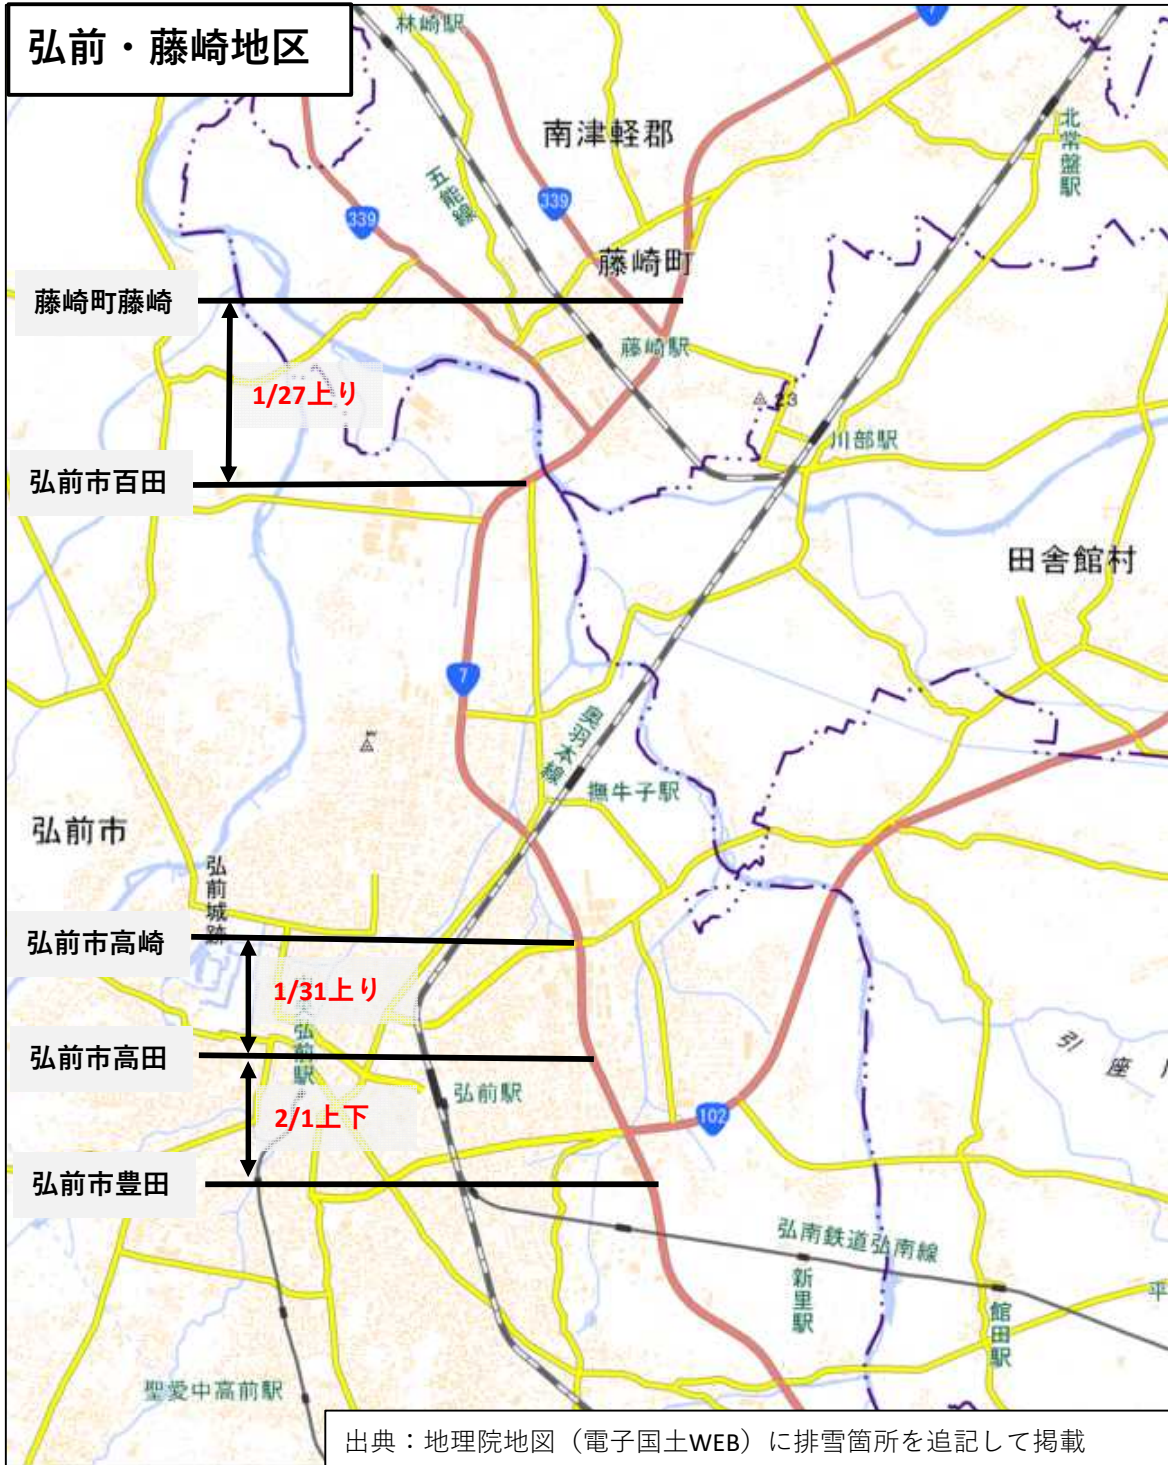 弘前・藤崎地区
林崎駅
7
南津軽郡
北常盤駅
五能線
339
339
藤崎町
藤崎町藤崎
藤崎駅
1/27上り
23
川部駅
弘前市百田
田舎館村
7
奥羽本線
撫牛子駅
弘前市
弘前城跡
弘前市高崎
1/31上り
弘前駅
引座
弘前市高田
弘前駅
2/1上下
102
弘前市豊田
弘南鉄道弘南線
新里駅
館田駅
平
聖愛中高前駅
出典：地理院地図（電子国土WEB）に排雪箇所を追記して掲載